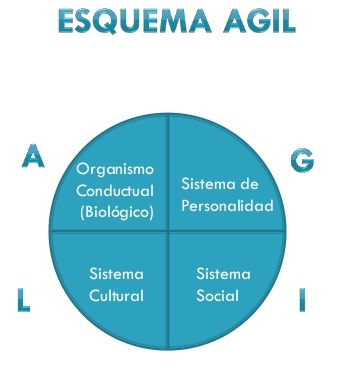 ESQUEMA AGIL
A
Organismo
Conductual
(Biológico)
Sistema de
Personalidad
G
L
Sistema
Cultural
Sistema
Social
I